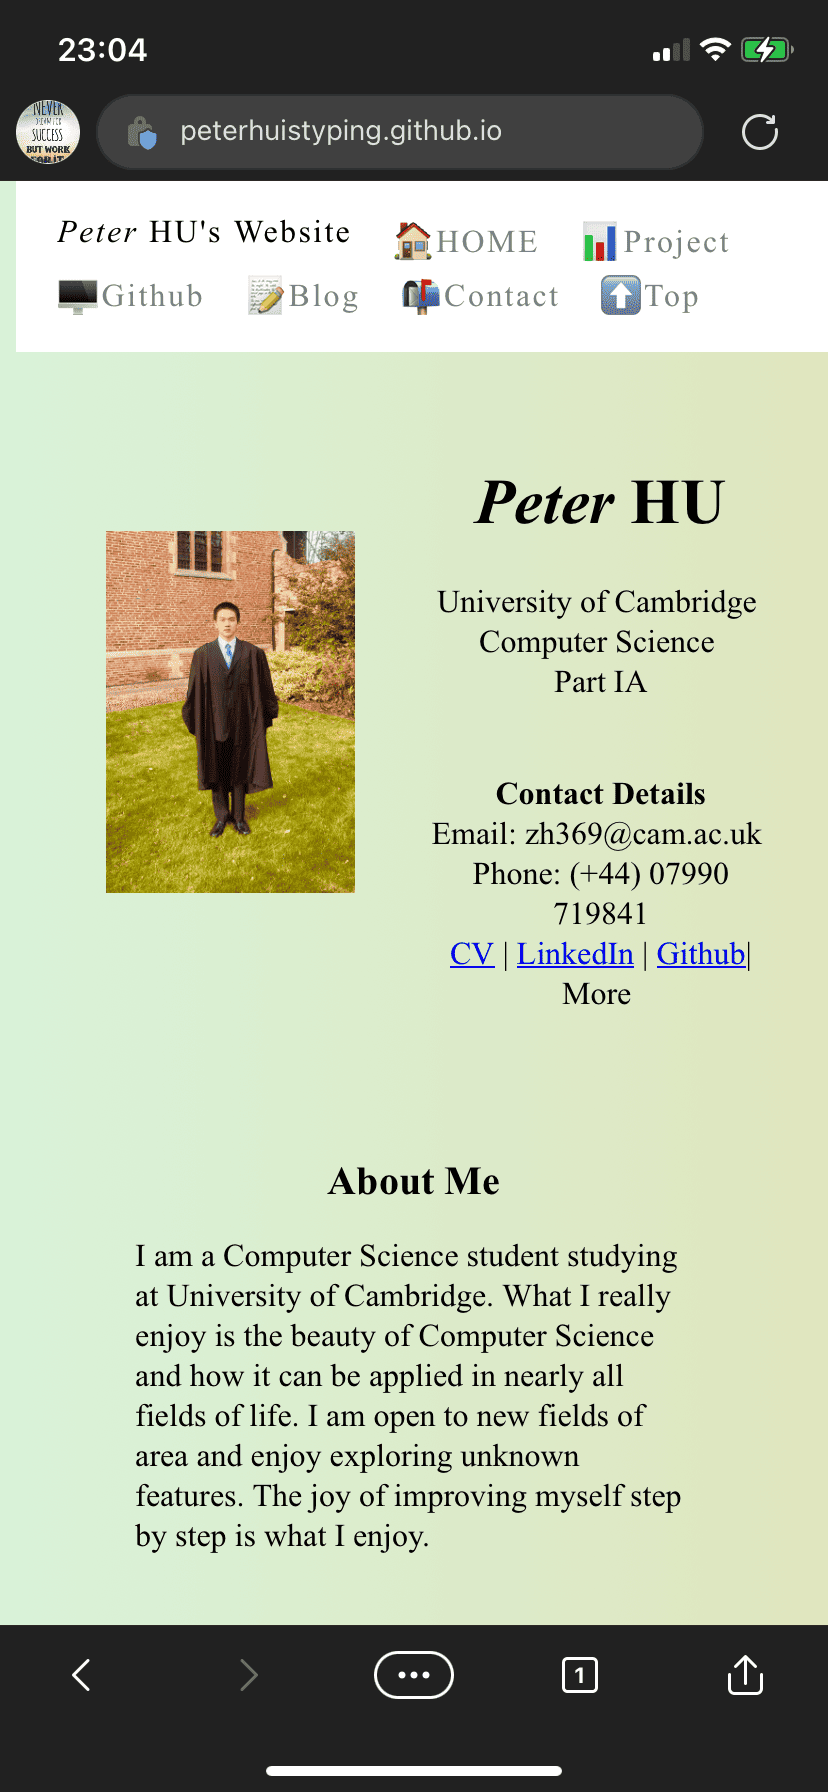 23:04
NEVER
SUCCESS
BUT WORK
FOR IT
peterhuistyping.github.io
Peter HU's Website
HOME
Project
Github
Blog
Contact
Top
Peter HU
University of Cambridge
Computer Science
Part IA
Contact Details
Email: zh369@cam.ac.uk
Phone: (+44) 07990
719841
CV | LinkedIn | Github|
More
About Me
I am a Computer Science student studying
at University of Cambridge. What I really
enjoy is the beauty of Computer Science
and how it can be applied in nearly all
fields of life. I am open to new fields of
area and enjoy exploring unknown
features. The joy of improving myself step
by step is what I enjoy.
1